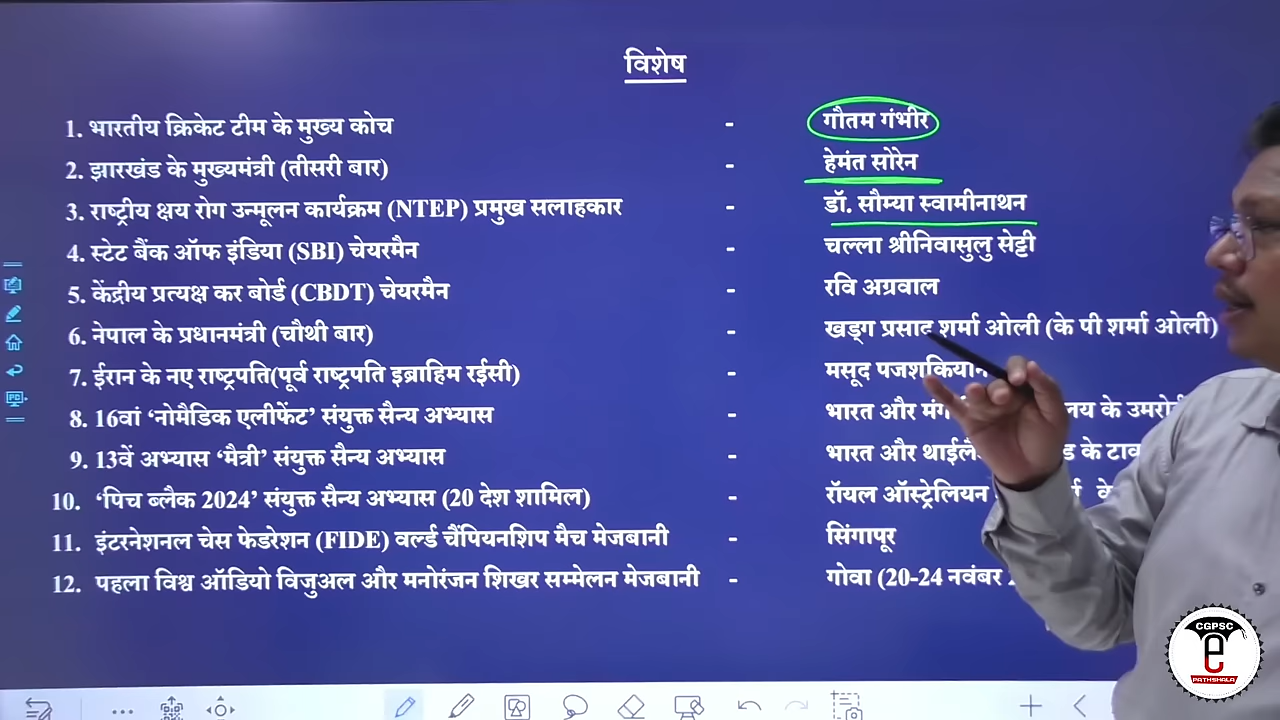 विशेष
1. भारतीय क्रिकेट टीम के मुख्य कोच - गौतम गंभीर
2. झारखंड के मुख्यमंत्री (तीसरी बार) - हेमंत सोरेन
3. राष्ट्रीय क्षय रोग उन्मूलन कार्यक्रम (NTEP) प्रमुख सलाहकार - डॉ. सौम्या स्वामीनाथन
4. स्टेट बैंक ऑफ इंडिया (SBI) चेयरमैन - चल्ला श्रीनिवासुलु सेट्टी
5. केंद्रीय प्रत्यक्ष कर बोर्ड (CBDT) चेयरमैन - रवि अग्रवाल
6. नेपाल के प्रधानमंत्री (चौथी बार) - खड्ग प्रसाद शर्मा ओली (के पी शर्मा ओली)
7. ईरान के नए राष्ट्रपति(पूर्व राष्ट्रपति इब्राहिम रईसी) - मसूद पजशकियान
8. 16वां ‘नोमैडिक एलीफेंट’ संयुक्त सैन्य अभ्यास - भारत और के
9. 13वें अभ्यास ‘मैत्री’ संयुक्त सैन्य अभ्यास - भारत और के
10. ‘पिच ब्लैक 2024’ संयुक्त सैन्य अभ्यास (20 देश शामिल) - रॉयल ऑस्ट्रेलियन
11. इंटरनेशनल चेस फेडरेशन (FIDE) वर्ल्ड चैंपियनशिप मैच मेजबानी - सिंगापूर
12. पहला विश्व ऑडियो विजुअल और मनोरंजन शिखर सम्मेलन मेजबानी - गोवा (20-24 नवंबर
CGPSC
e
PATHSHALA